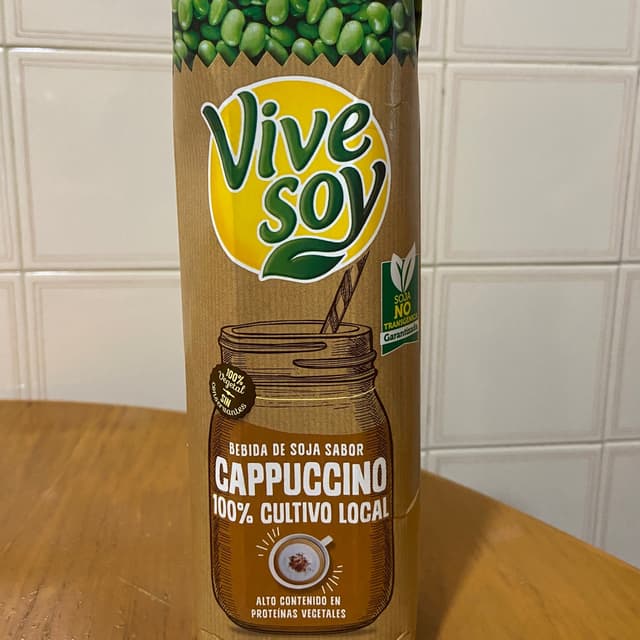 Vive
soy
SOJA
NO
TRANSGÉNICA
Garantizada
100%
Vegetal
SIN
conservantes
BEBIDA DE SOJA SABOR
CAPPUCCINO
100% CULTIVO LOCAL
ALTO CONTENIDO EN
PROTEÍNAS VEGETALES